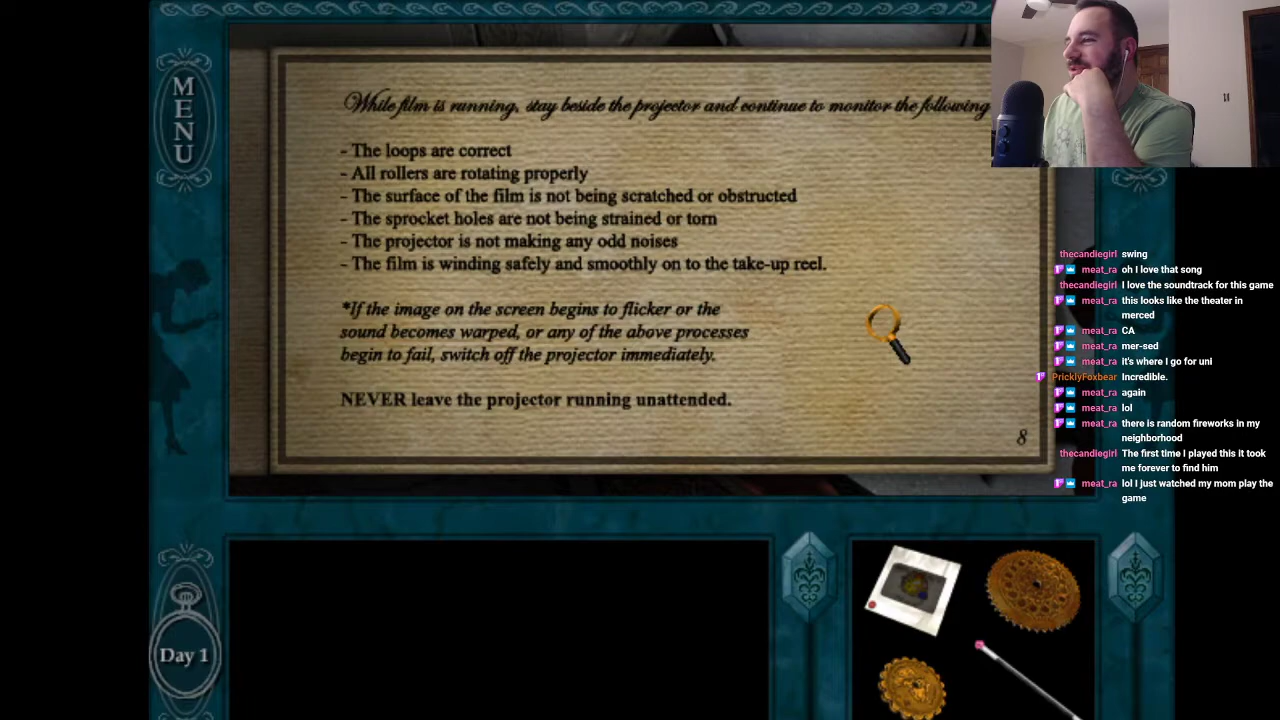 MENU
While film is running, stay beside the projector and continue to monitor the following
- The loops are correct
- All rollers are rotating properly
- The surface of the film is not being scratched or obstructed
- The sprocket holes are not being strained or torn
- The projector is not making any odd noises
- The film is winding safely and smoothly on to the take-up reel.
*If the image on the screen begins to flicker or the
sound becomes warped, or any of the above processes
begin to fail, switch off the projector immediately.
NEVER leave the projector running unattended.
8
thecandiegirl swing
meat_ra oh I love that song
thecandiegirl I love the soundtrack for this game
meat_ra this looks like the theater in
merced
meat_ra CA
meat_ra mer-sed
meat_ra it's where I go for uni
PricklyFoxbear Incredible.
meat_ra again
meat_ra lol
meat_ra there is random fireworks in my
neighborhood
thecandiegirl The first time I played this it took
me forever to find him
meat_ra lol I just watched my mom play the
game
Day 1